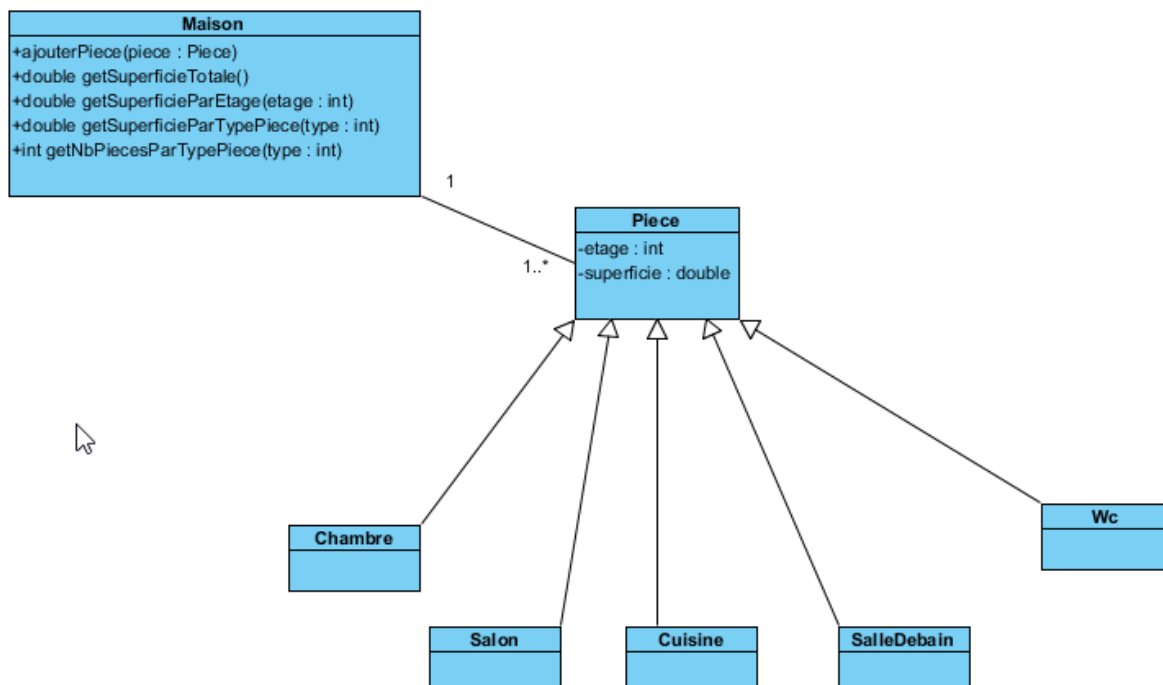 Maison
+ajouterPiece(piece : Piece)
+double getSuperficieTotale()
+double getSuperficieParEtage(etage : int)
+double getSuperficieParTypePiece(type : int)
+int getNbPiecesParTypePiece(type : int)
1
1..*
Piece
-etage : int
-superficie : double
Chambre
Salon
Cuisine
SalleDebain
Wc